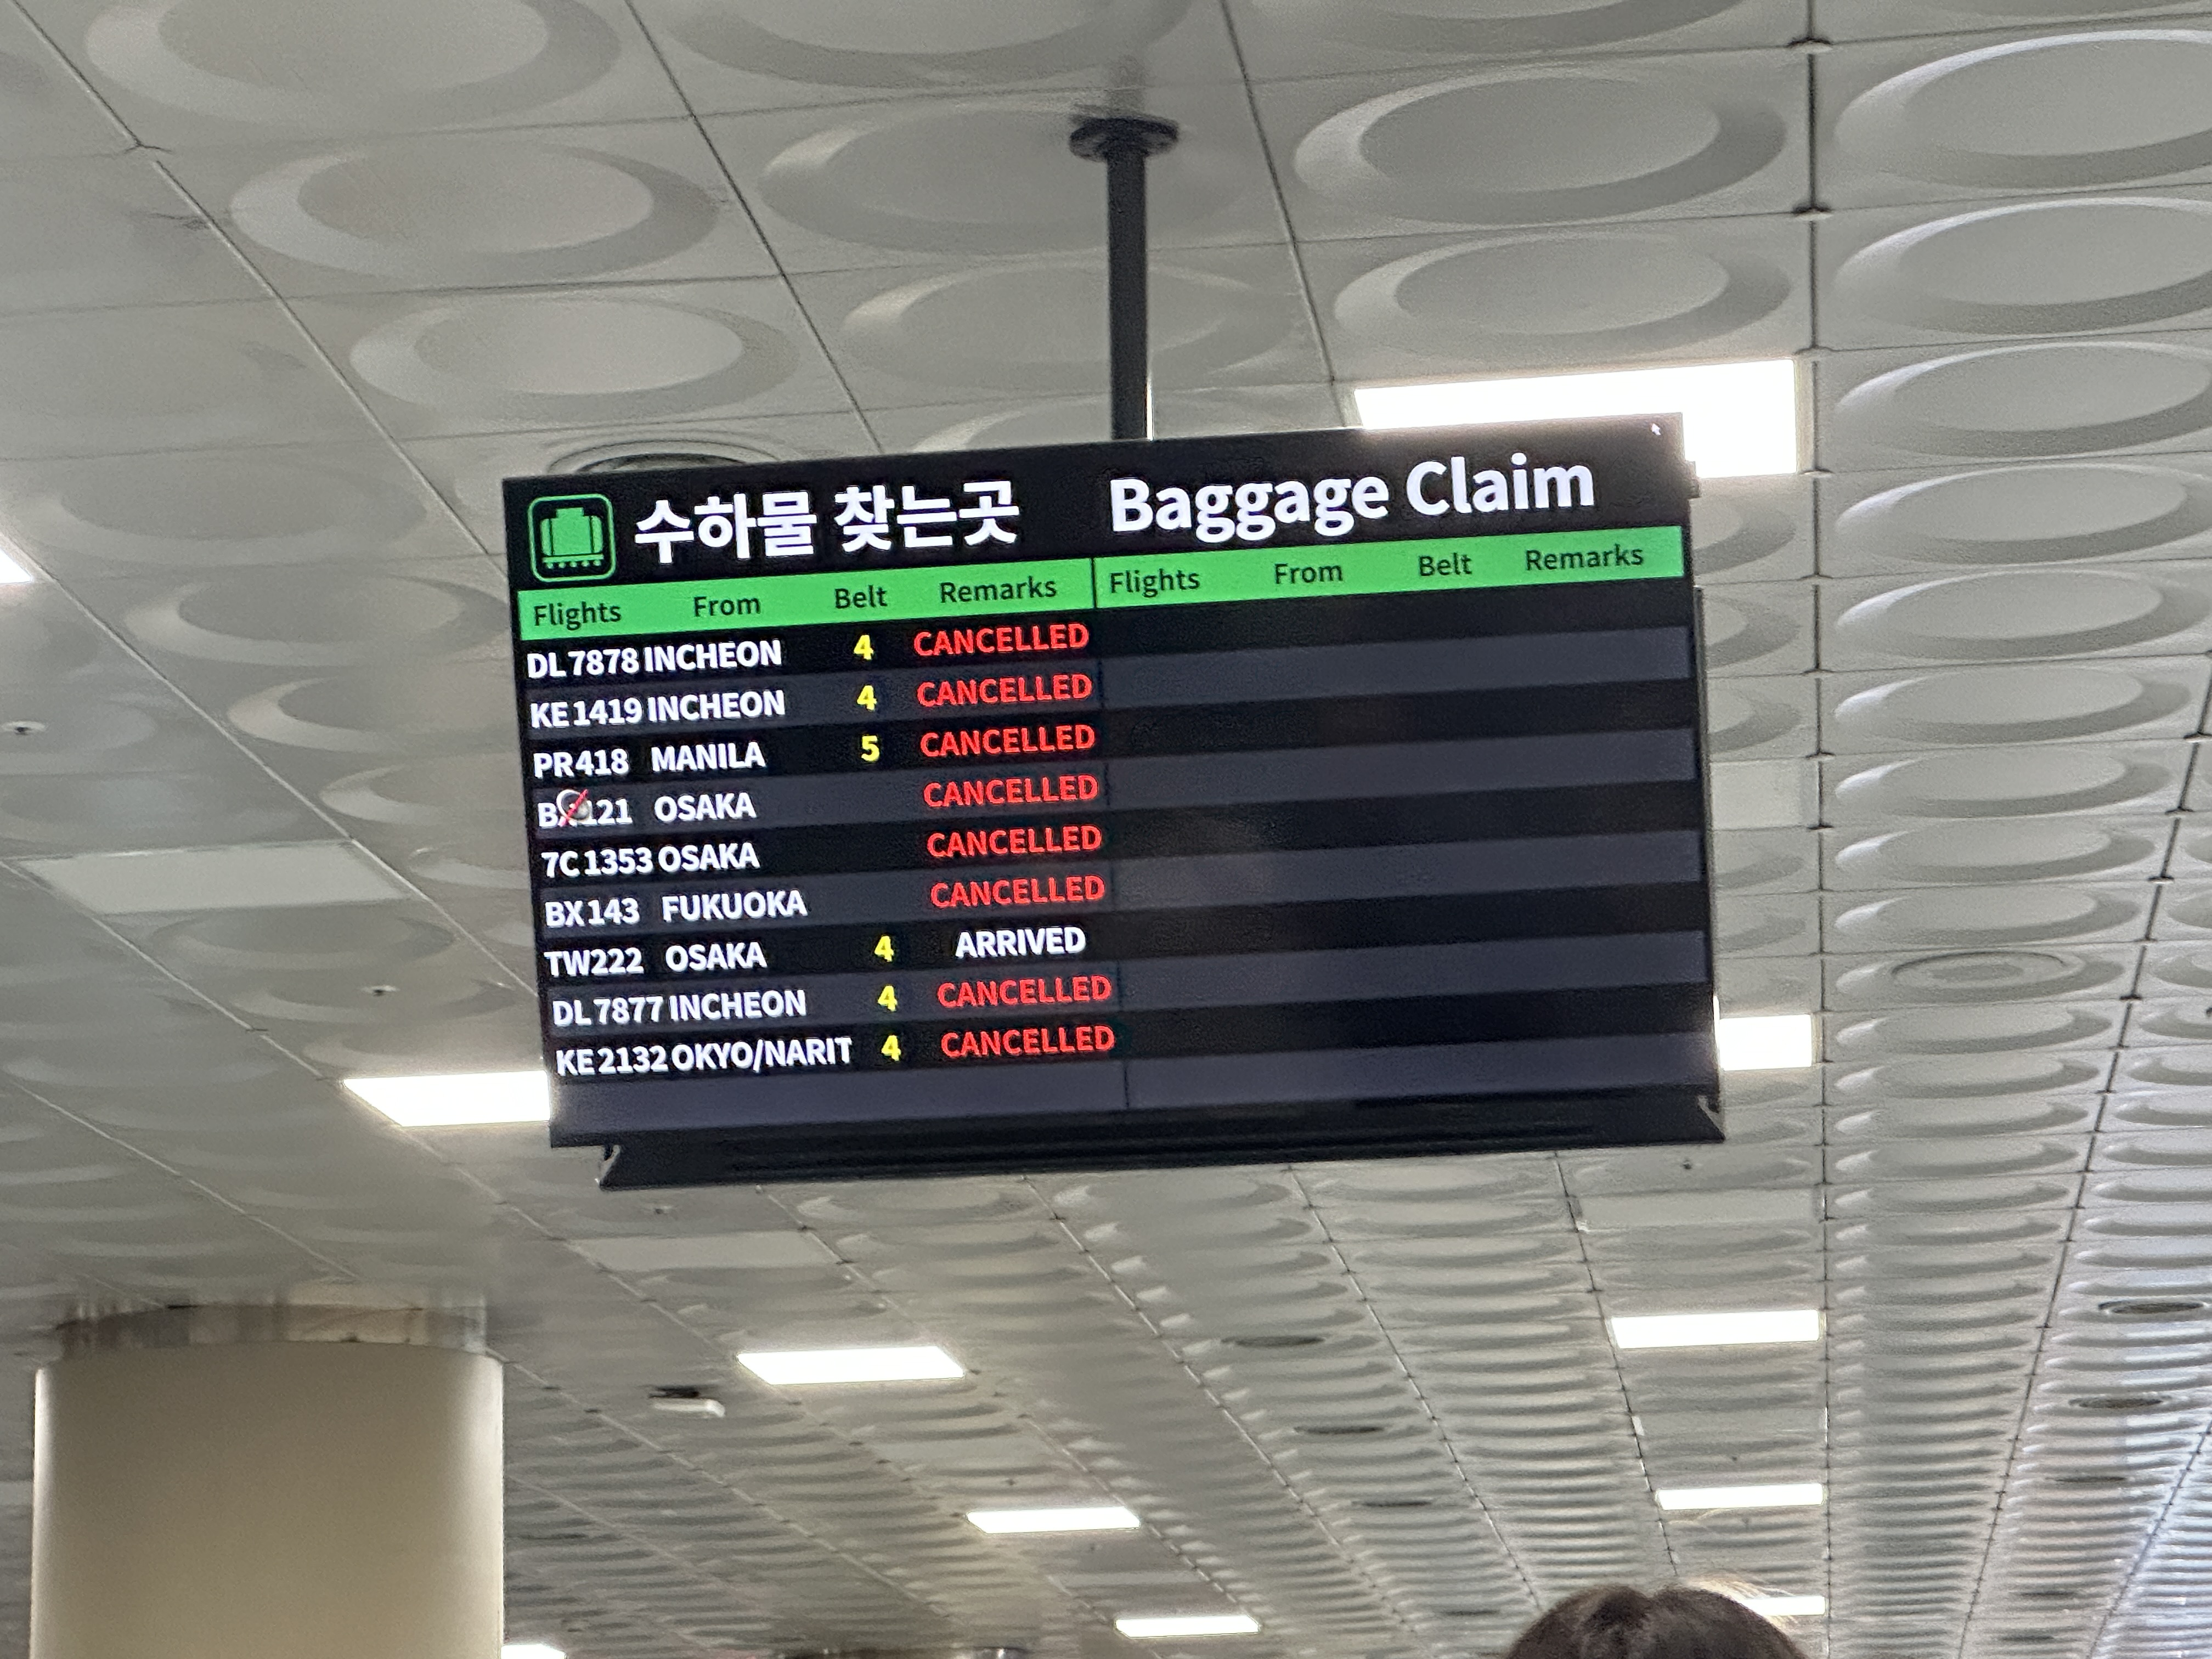 수하물 찾는곳 Baggage Claim
Flights From Belt Remarks Flights From Belt Remarks
DL 7878 INCHEON 4 CANCELLED
KE 1419 INCHEON 4 CANCELLED
PR 418 MANILA 5 CANCELLED
OSAKA CANCELLED
7C 1353 OSAKA CANCELLED
BX 143 FUKUOKA CANCELLED
TW222 OSAKA 4 ARRIVED
DL 7877 INCHEON 4 CANCELLED
KE 2132 OKYO/NARIT 4 CANCELLED